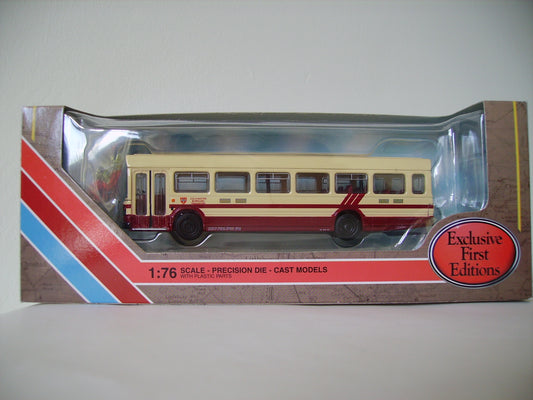 1:76 SCALE - PRECISION DIE - CAST MODELS
WITH PLASTIC PARTS
Exclusive
First
Editions